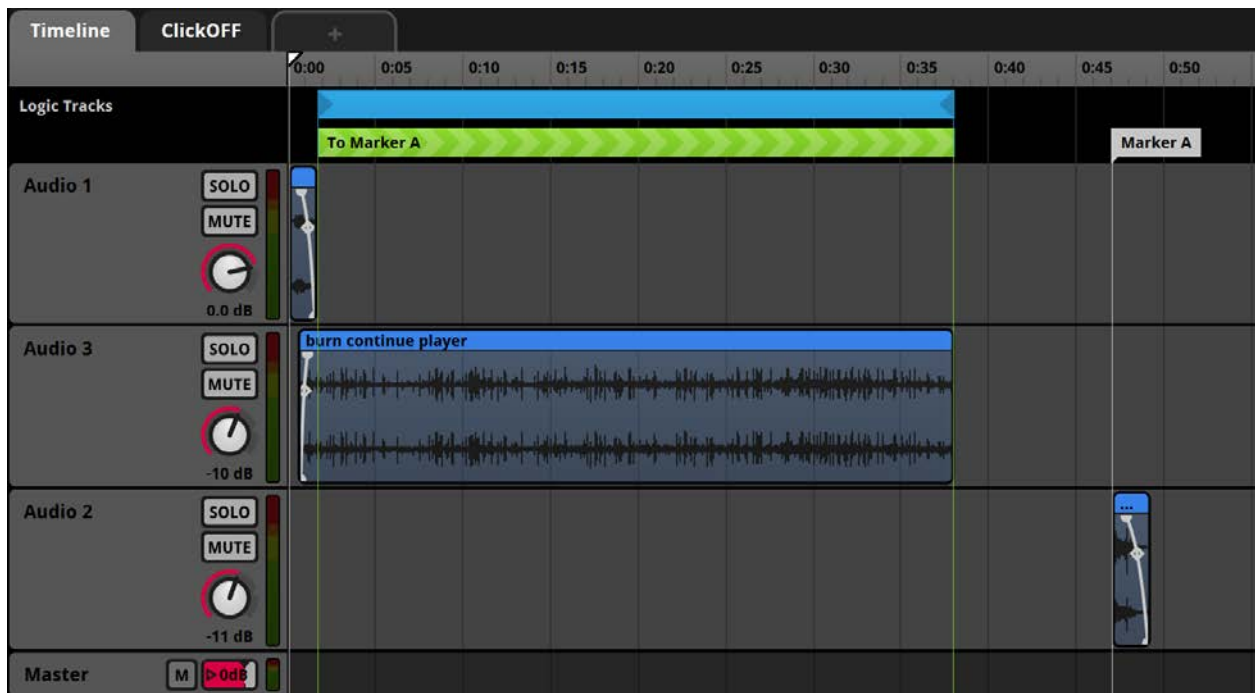 Timeline ClickOFF +
0:00 0:05 0:10 0:15 0:20 0:25 0:30 0:35 0:40 0:45 0:50
Logic Tracks
To Marker A Marker A
Audio 1 SOLO
MUTE
0.0 dB
burn continue player
Audio 3 SOLO
MUTE
-10 dB
Audio 2 SOLO ...
MUTE
-11 dB
Master M 0dB